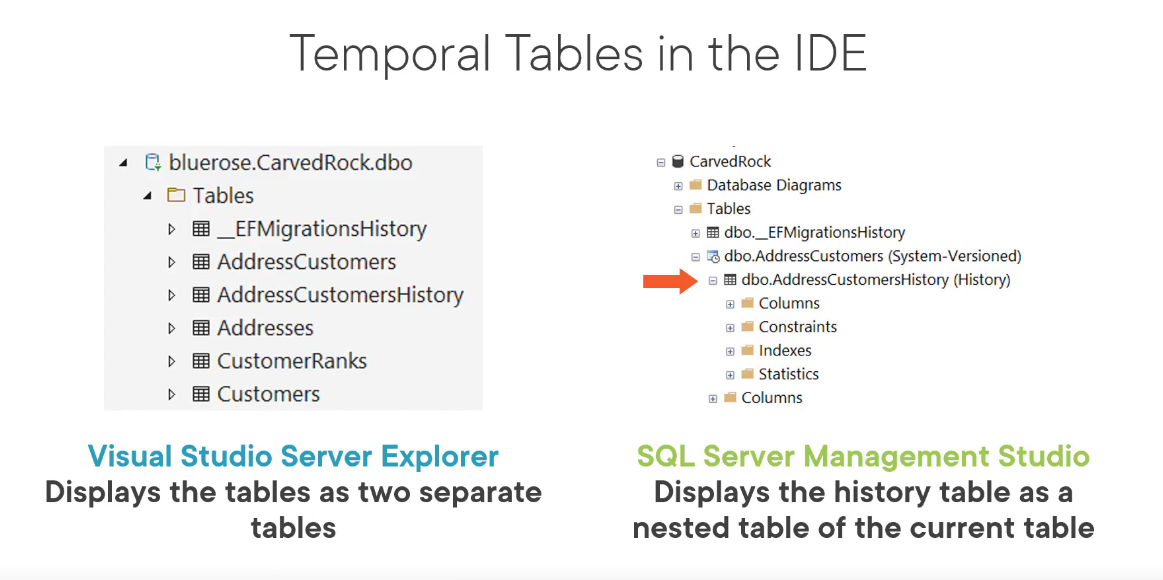 Temporal Tables in the IDE
bluerose.CarvedRock.dbo
Tables
__EFMigrationsHistory
AddressCustomers
AddressCustomersHistory
Addresses
CustomerRanks
Customers
Visual Studio Server Explorer
Displays the tables as two separate
tables
CarvedRock
Database Diagrams
Tables
dbo.__EFMigrationsHistory
dbo.AddressCustomers (System-Versioned)
dbo.AddressCustomersHistory (History)
Columns
Constraints
Indexes
Statistics
Columns
SQL Server Management Studio
Displays the history table as a
nested table of the current table